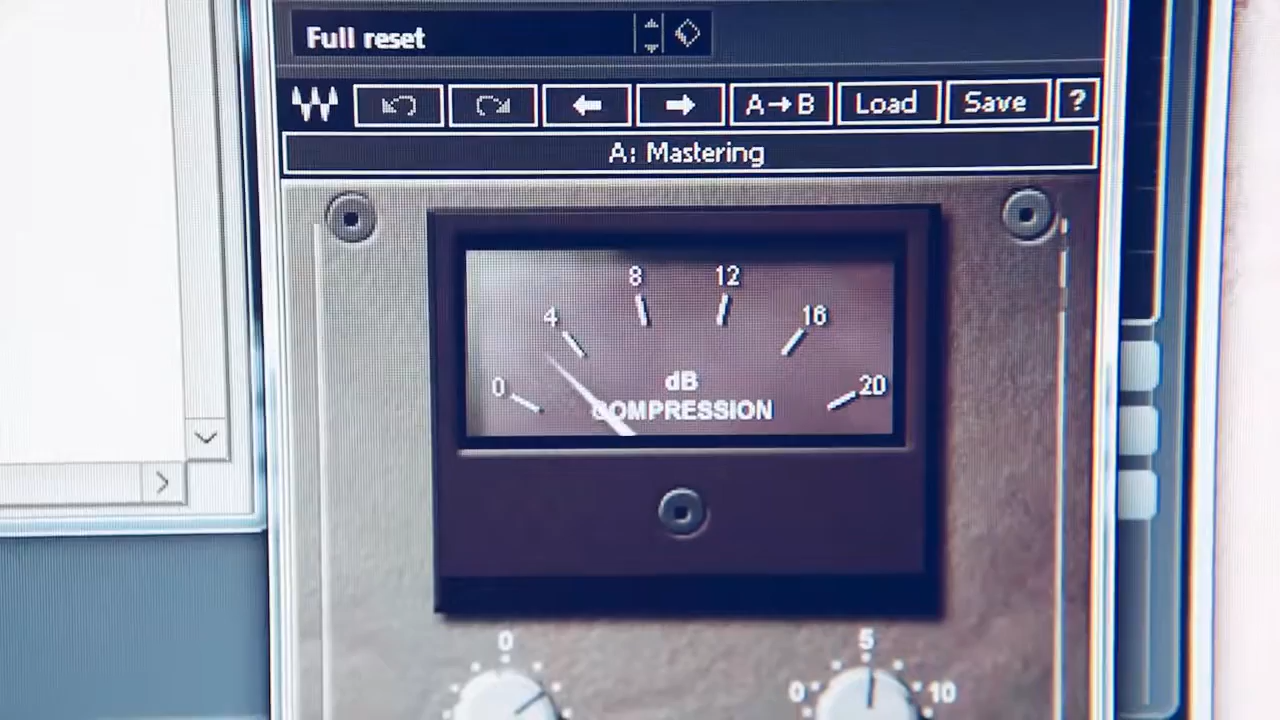 Full reset
A→B Load Save ?
A: Mastering
0 4 8 12 16 20
dB
COMPRESSION
0 5
0 10